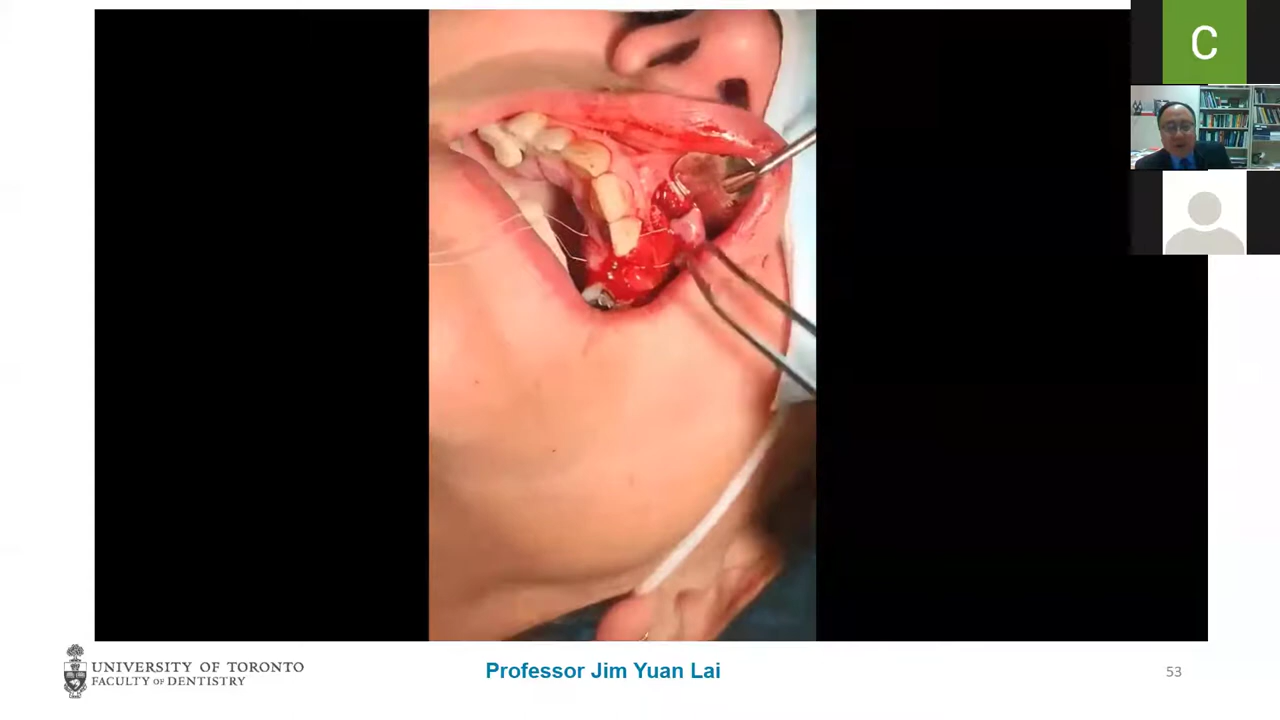 C
UNIVERSITY OF TORONTO
FACULTY OF DENTISTRY
Professor Jim Yuan Lai
53